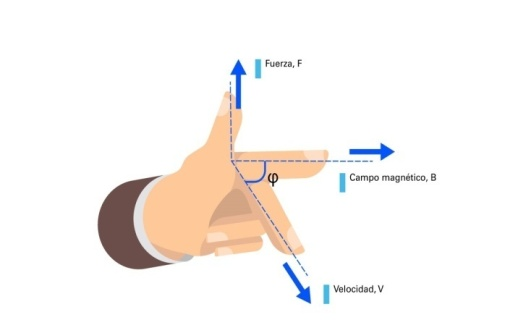 Fuerza, F
Campo magnético, B
φ
Velocidad, V